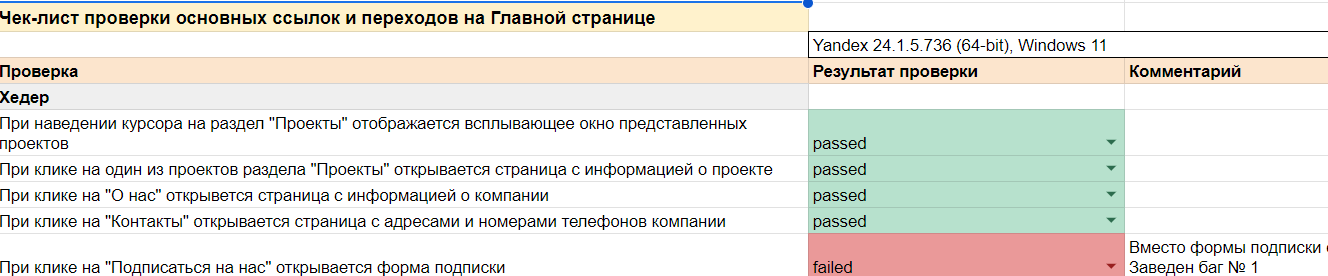 Чек-лист проверки основных ссылок и переходов на Главной странице
Yandex 24.1.5.736 (64-bit), Windows 11
Проверка Результат проверки Комментарий
Хедер
При наведении курсора на раздел "Проекты" отображается всплывающее окно представленных
проектов passed
При клике на один из проектов раздела "Проекты" открывается страница с информацией о проекте passed
При клике на "О нас" открывется страница с информацией о компании passed
При клике на "Контакты" открывается страница с адресами и номерами телефонов компании passed
Вместо формы подписки
При клике на "Подписаться на нас" открывается форма подписки failed Заведен баг № 1